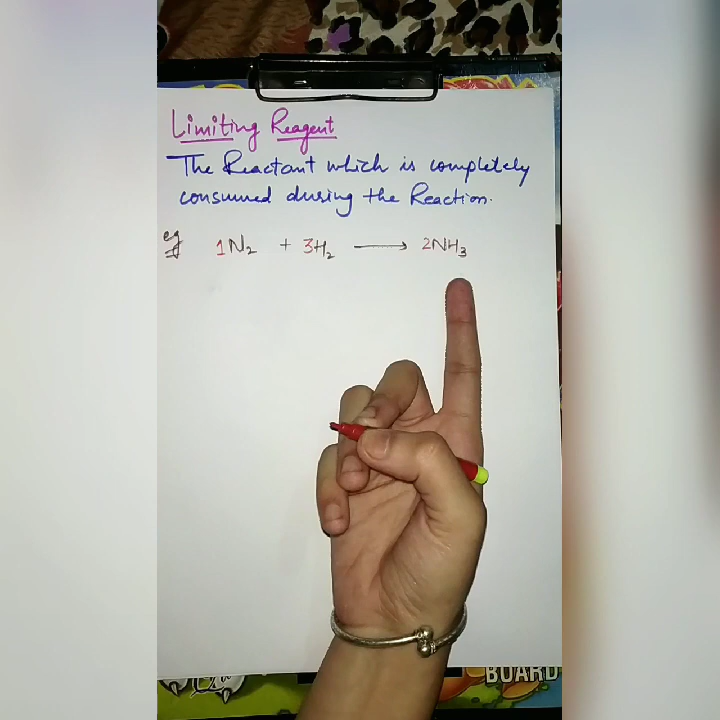 Limiting Reagent
The Reactant which is completely
consumed during the Reaction.
eg 1N₂ + 3H₂ ⟶ 2NH₃
BOARD